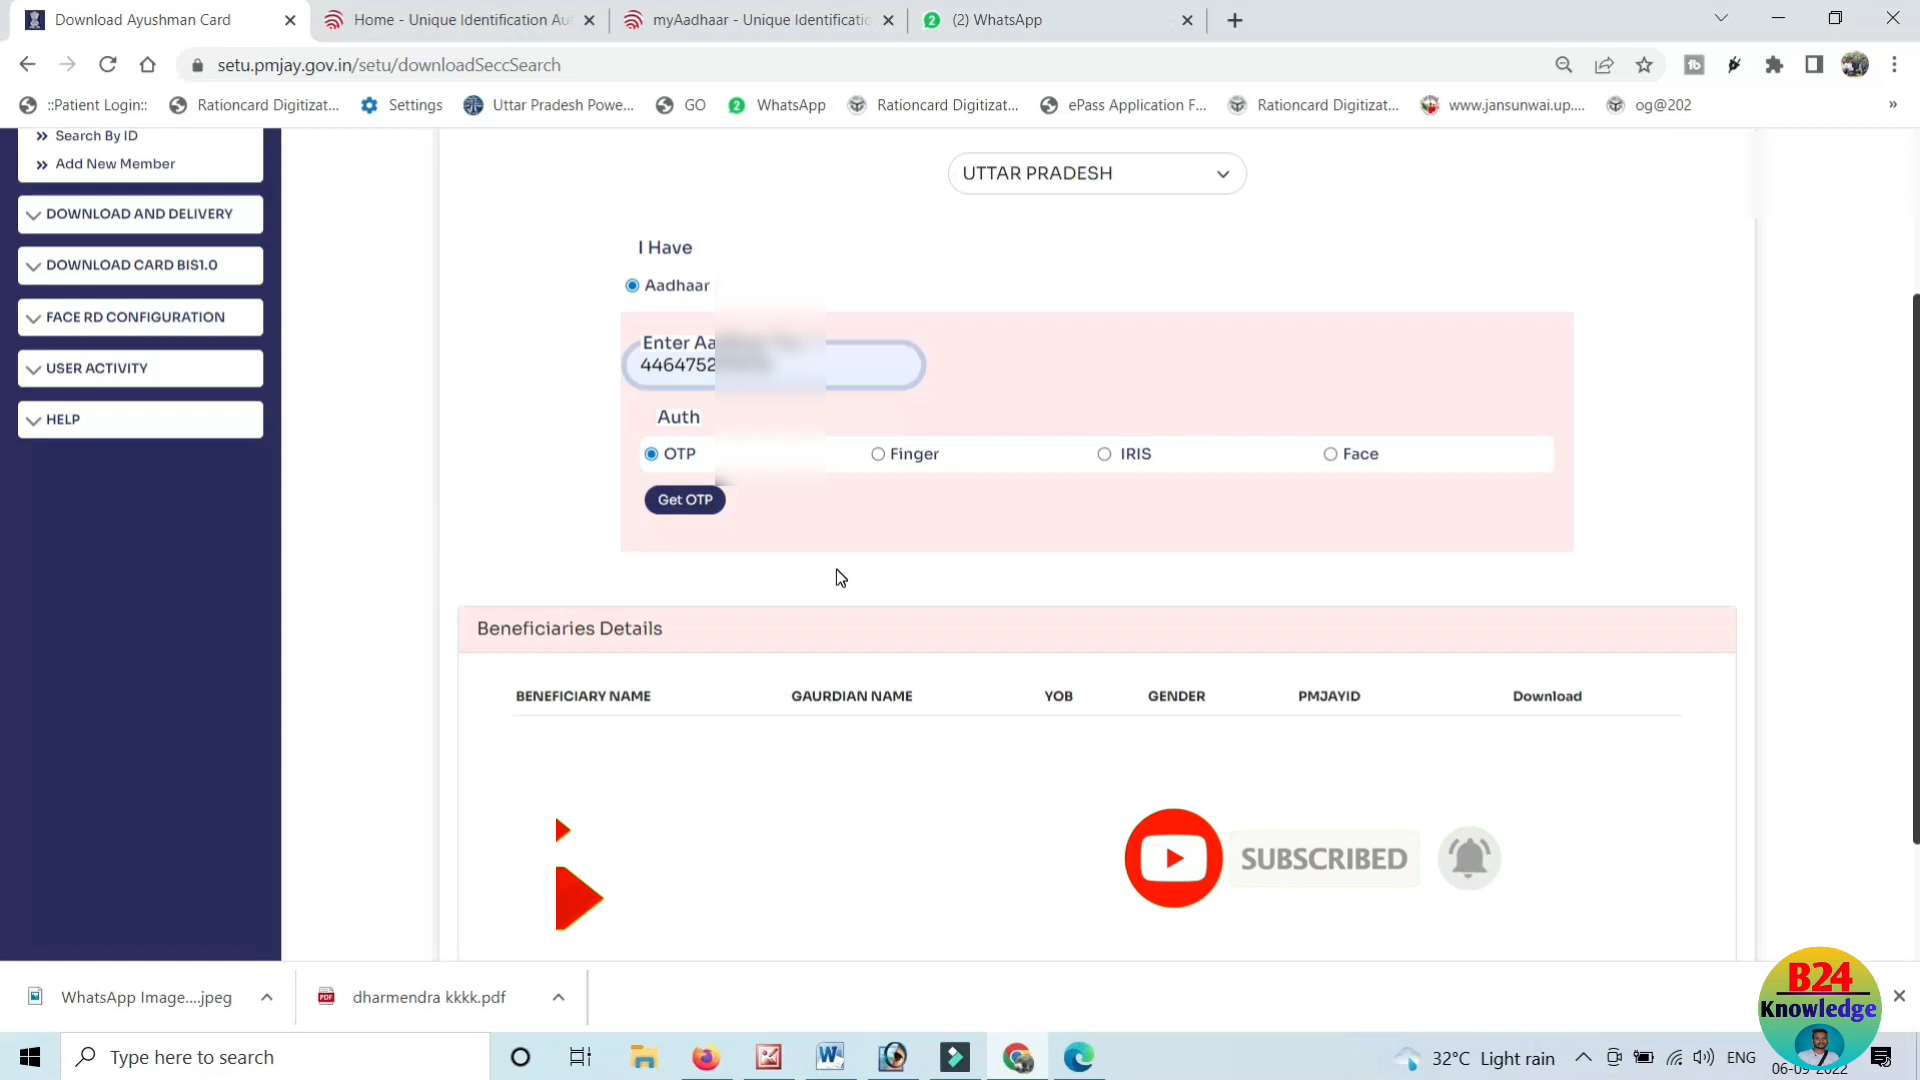 Download Ayushman Card
Home - Unique Identification Au
myAadhaar - Unique Identificatio
2 (2) WhatsApp
setu.pmjay.gov.in/setu/downloadSeccSearch
::Patient Login::
Rationcard Digitizat...
Settings
Uttar Pradesh Powe...
GO
2 WhatsApp
Rationcard Digitizat...
ePass Application F...
Rationcard Digitizat...
www.jansunwai.up....
og@202
»
Search By ID
Add New Member
DOWNLOAD AND DELIVERY
DOWNLOAD CARD BIS1.0
FACE RD CONFIGURATION
USER ACTIVITY
HELP
UTTAR PRADESH
I Have
Aadhaar
Enter
4464752
Auth
OTP
Finger
IRIS
Face
Get OTP
Beneficiaries Details
BENEFICIARY NAME
GAURDIAN NAME
YOB
GENDER
PMJAYID
Download
SUBSCRIBED
B24
Knowledge
WhatsApp Image....jpeg
PDF
dharmendra kkkk.pdf
Type here to search
32°C Light rain
ENG